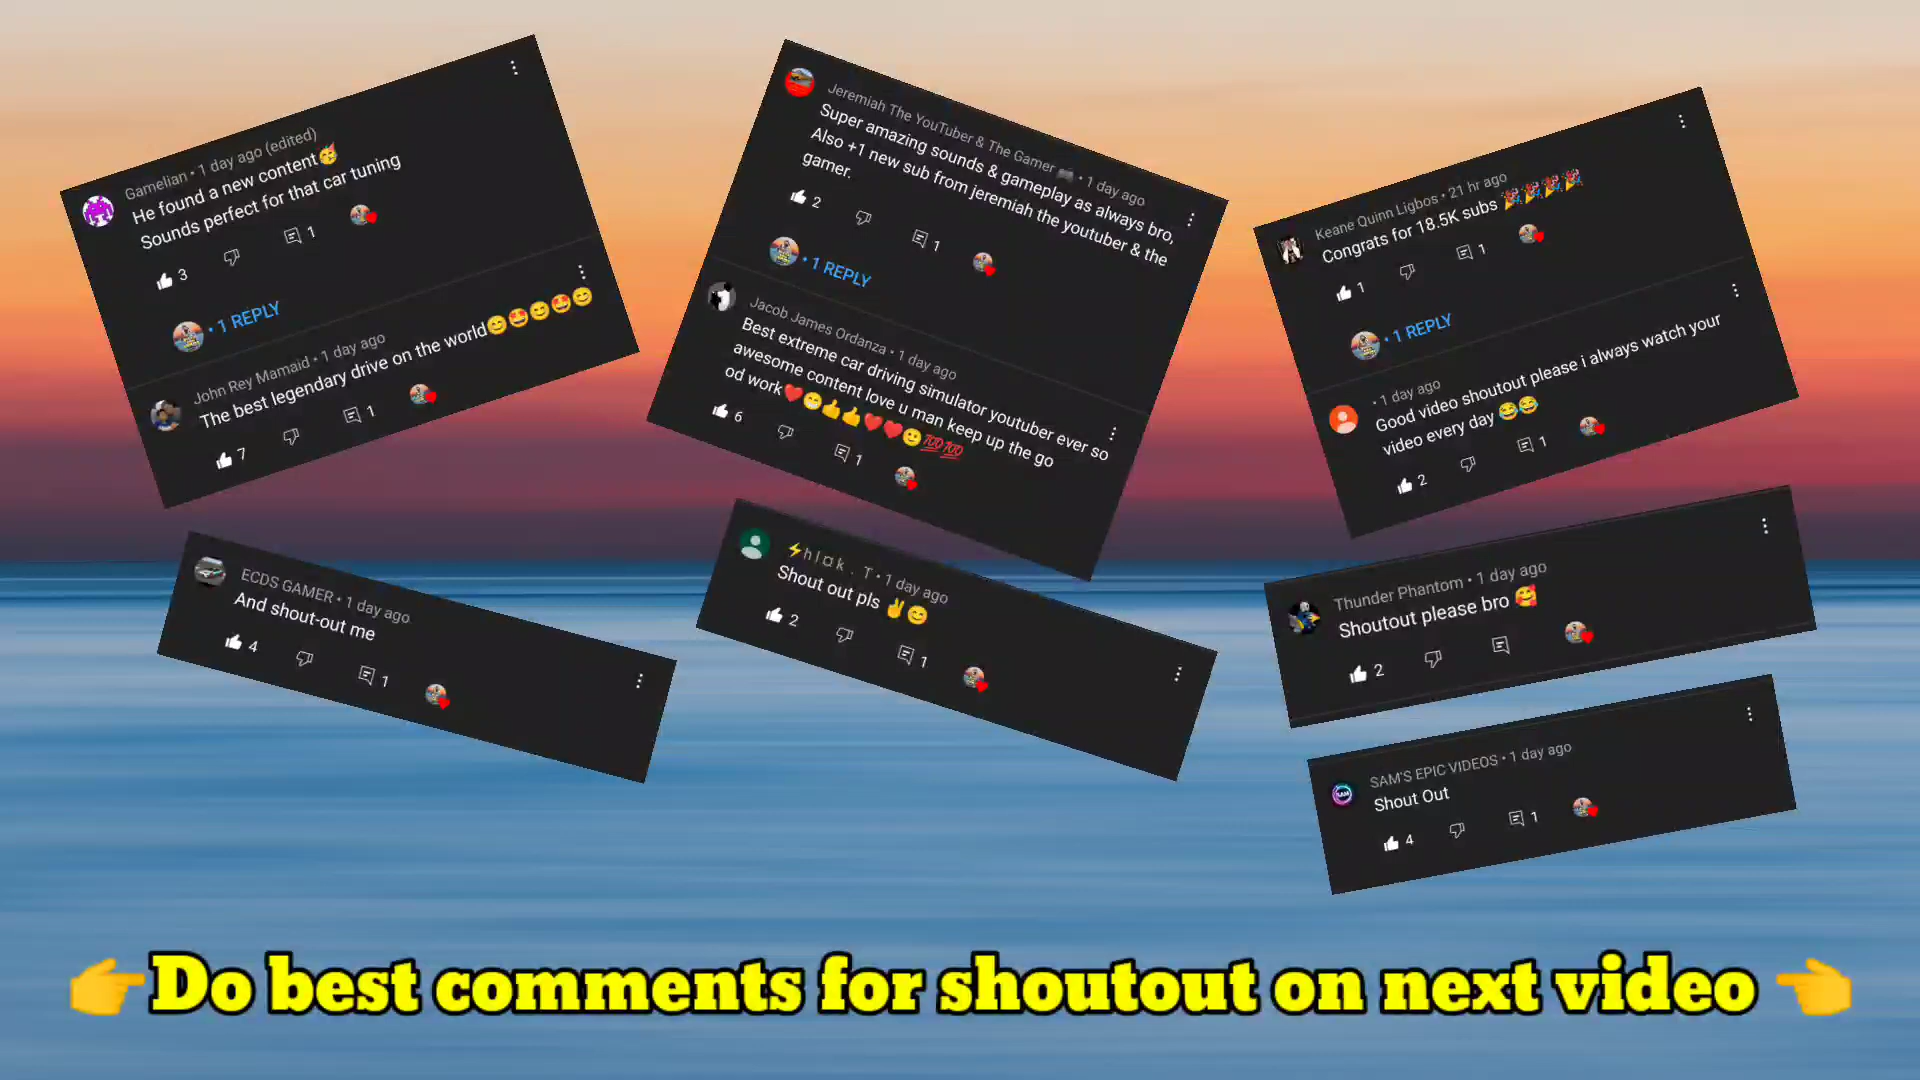 Gamelian • 1 day ago (edited)
He found a new content🥳
Sounds perfect for that car tuning
3
1
• 1 REPLY
John Rey Mamaid • 1 day ago
The best legendary drive on the world😊🤩😊🤩😊
7
1
Jeremiah The YouTuber & The Gamer 🎮 • 1 day ago
Super amazing sounds & gameplay as always bro,
Also +1 new sub from jeremiah the youtuber & the
gamer.
2
1
• 1 REPLY
Jacob James Ordanza • 1 day ago
Best extreme car driving simulator youtuber ever so
awesome content love u man keep up the go
od work❤️😁👍👍❤️❤️🙂💯💯
6
1
Keane Quinn Ligbos • 21 hr ago
Congrats for 18.5K subs 🎉🎉🎉🎉
1
1
• 1 REPLY
• 1 day ago
Good video shoutout please i always watch your
video every day 😂😂
2
1
ECDS GAMER • 1 day ago
And shout-out me
4
1
⚡h l ¤ k . T • 1 day ago
Shout out pls ✌️😊
2
1
Thunder Phantom • 1 day ago
Shoutout please bro 🥰
2
SAM'S EPIC VIDEOS • 1 day ago
SAM
Shout Out
4
1
👉Do best comments for shoutout on next video 👈